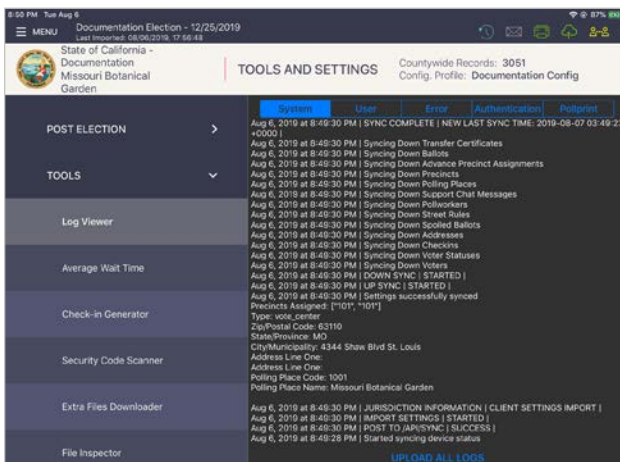 8:50 PM Tue Aug 6
87%
MENU
Documentation Election - 12/25/2019
Last Imported: 08/06/2019, 17:56:48
State of California -
Documentation
Missouri Botanical
Garden
TOOLS AND SETTINGS
Countywide Records: 3051
Config. Profile: Documentation Config
POST ELECTION
TOOLS
Log Viewer
Average Wait Time
Check-in Generator
Security Code Scanner
Extra Files Downloader
File Inspector
System User Error Authentication Pollprint
Aug 6, 2019 at 8:49:30 PM | SYNC COMPLETE | NEW LAST SYNC TIME: 2019-08-07 03:49:2
+0000 |
Aug 6, 2019 at 8:49:30 PM | Syncing Down Transfer Certificates
Aug 6, 2019 at 8:49:30 PM | Syncing Down Ballots
Aug 6, 2019 at 8:49:30 PM | Syncing Down Advance Precinct Assignments
Aug 6, 2019 at 8:49:30 PM | Syncing Down Precincts
Aug 6, 2019 at 8:49:30 PM | Syncing Down Polling Places
Aug 6, 2019 at 8:49:30 PM | Syncing Down Support Chat Messages
Aug 6, 2019 at 8:49:30 PM | Syncing Down Pollworkers
Aug 6, 2019 at 8:49:30 PM | Syncing Down Street Rules
Aug 6, 2019 at 8:49:30 PM | Syncing Down Spoiled Ballots
Aug 6, 2019 at 8:49:30 PM | Syncing Down Addresses
Aug 6, 2019 at 8:49:30 PM | Syncing Down Checkins
Aug 6, 2019 at 8:49:30 PM | Syncing Down Voter Statuses
Aug 6, 2019 at 8:49:30 PM | Syncing Down Voters
Aug 6, 2019 at 8:49:30 PM | DOWN SYNC | STARTED |
Aug 6, 2019 at 8:49:30 PM | UP SYNC | STARTED |
Aug 6, 2019 at 8:49:30 PM | Settings successfully synced
Precincts Assigned: ["101", "101"]
Type: vote_center
Zip/Postal Code: 63110
State/Province: MO
City/Municipality: 4344 Shaw Blvd St. Louis
Address Line One:
Address Line One:
Polling Place Code: 1001
Polling Place Name: Missouri Botanical Garden
Aug 6, 2019 at 8:49:30 PM | JURISDICTION INFORMATION | CLIENT SETTINGS IMPORT |
Aug 6, 2019 at 8:49:30 PM | IMPORT SETTINGS | STARTED |
Aug 6, 2019 at 8:49:30 PM | POST TO /API/SYNC | SUCCESS |
Aug 6, 2019 at 8:49:28 PM | Started syncing device status
UPLOAD ALL LOGS